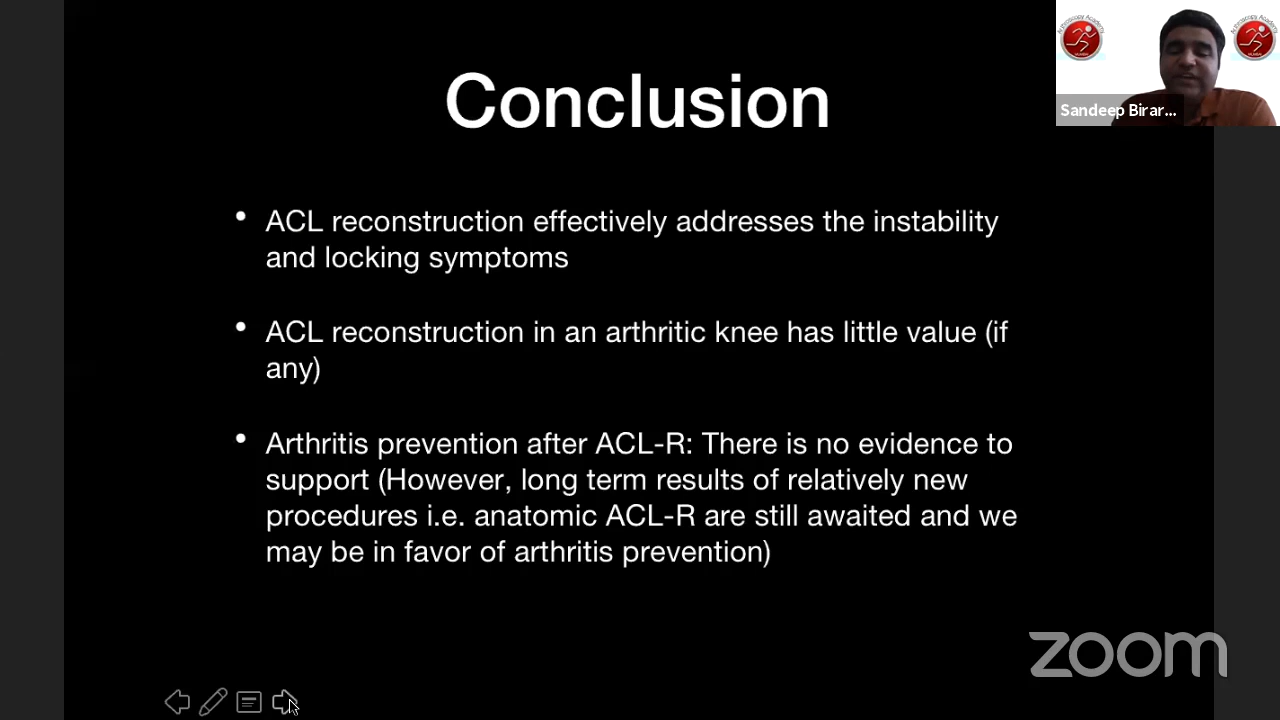 Conclusion
Sandeep Birar...
• ACL reconstruction effectively addresses the instability
and locking symptoms
• ACL reconstruction in an arthritic knee has little value (if
any)
• Arthritis prevention after ACL-R: There is no evidence to
support (However, long term results of relatively new
procedures i.e. anatomic ACL-R are still awaited and we
may be in favor of arthritis prevention)
zoom